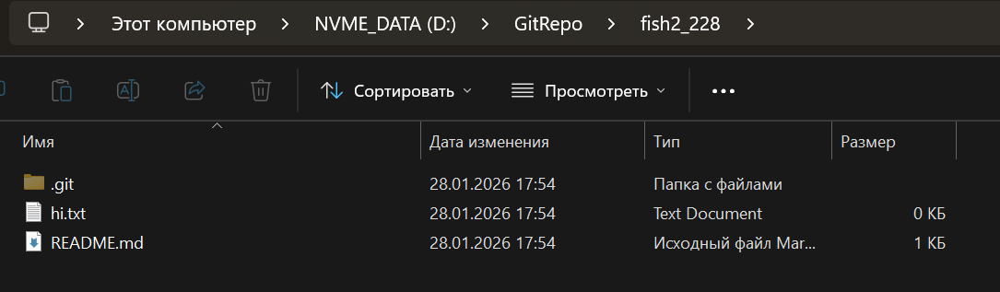 Этот компьютер > NVME_DATA (D:) > GitRepo > fish2_228 >
Сортировать Просмотреть ...
Имя Дата изменения Тип Размер
.git 28.01.2026 17:54 Папка с файлами
hi.txt 28.01.2026 17:54 Text Document 0 КБ
README.md 28.01.2026 17:54 Исходный файл Mar... 1 КБ